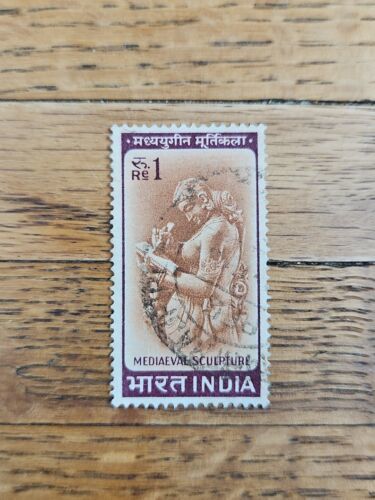 मध्ययुगीन मूर्तिकला
रु. 1
Re
MEDIAEVAL SCULPTURE
भारत INDIA